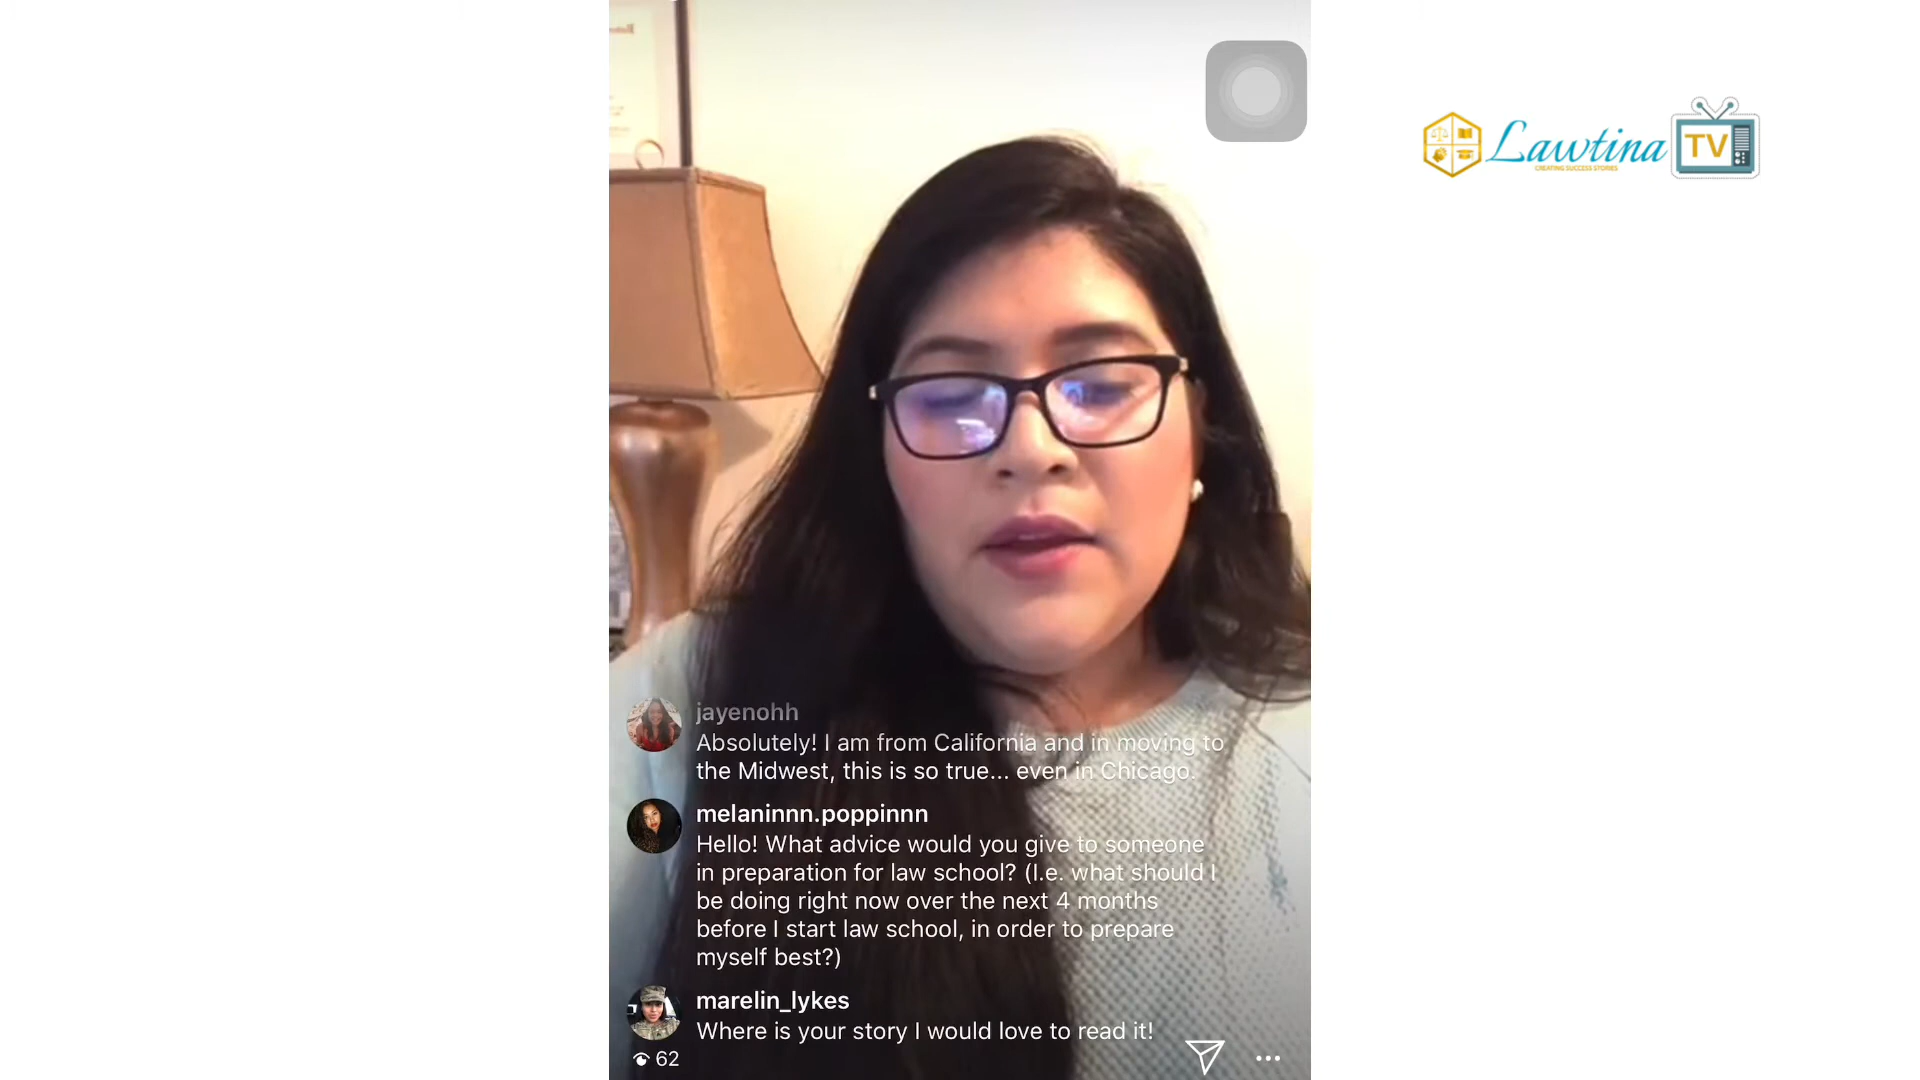 Lawtina
TV
CREATING SUCCESS STORIES
jayenohh
Absolutely! I am from California and in moving to
the Midwest, this is so true... even in Chicago.
melaninnn.poppinnn
Hello! What advice would you give to someone
in preparation for law school? (I.e. what should I
be doing right now over the next 4 months
before I start law school, in order to prepare
myself best?)
marelin_lykes
Where is your story I would love to read it!
62